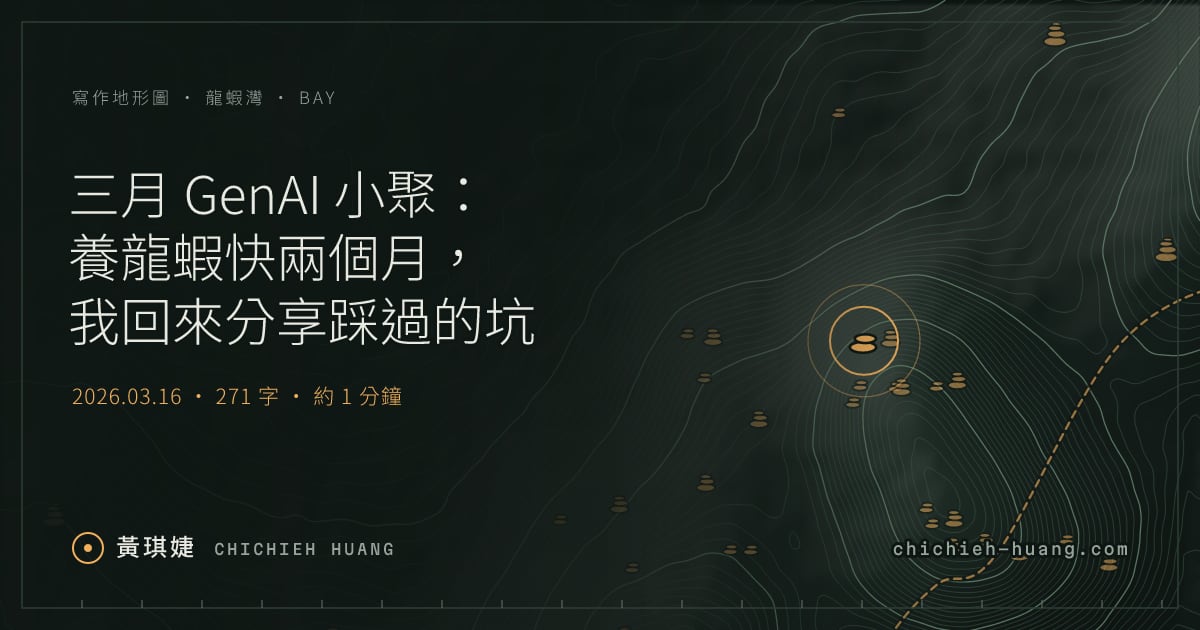 寫作地形圖 · 龍蝦灣 · BAY
三月 GenAI 小聚：
養龍蝦快兩個月，
我回來分享踩過的坑
2026.03.16 · 271 字 · 約 1 分鐘
黃琪婕 CHICHIEH HUANG
chichieh-huang.com